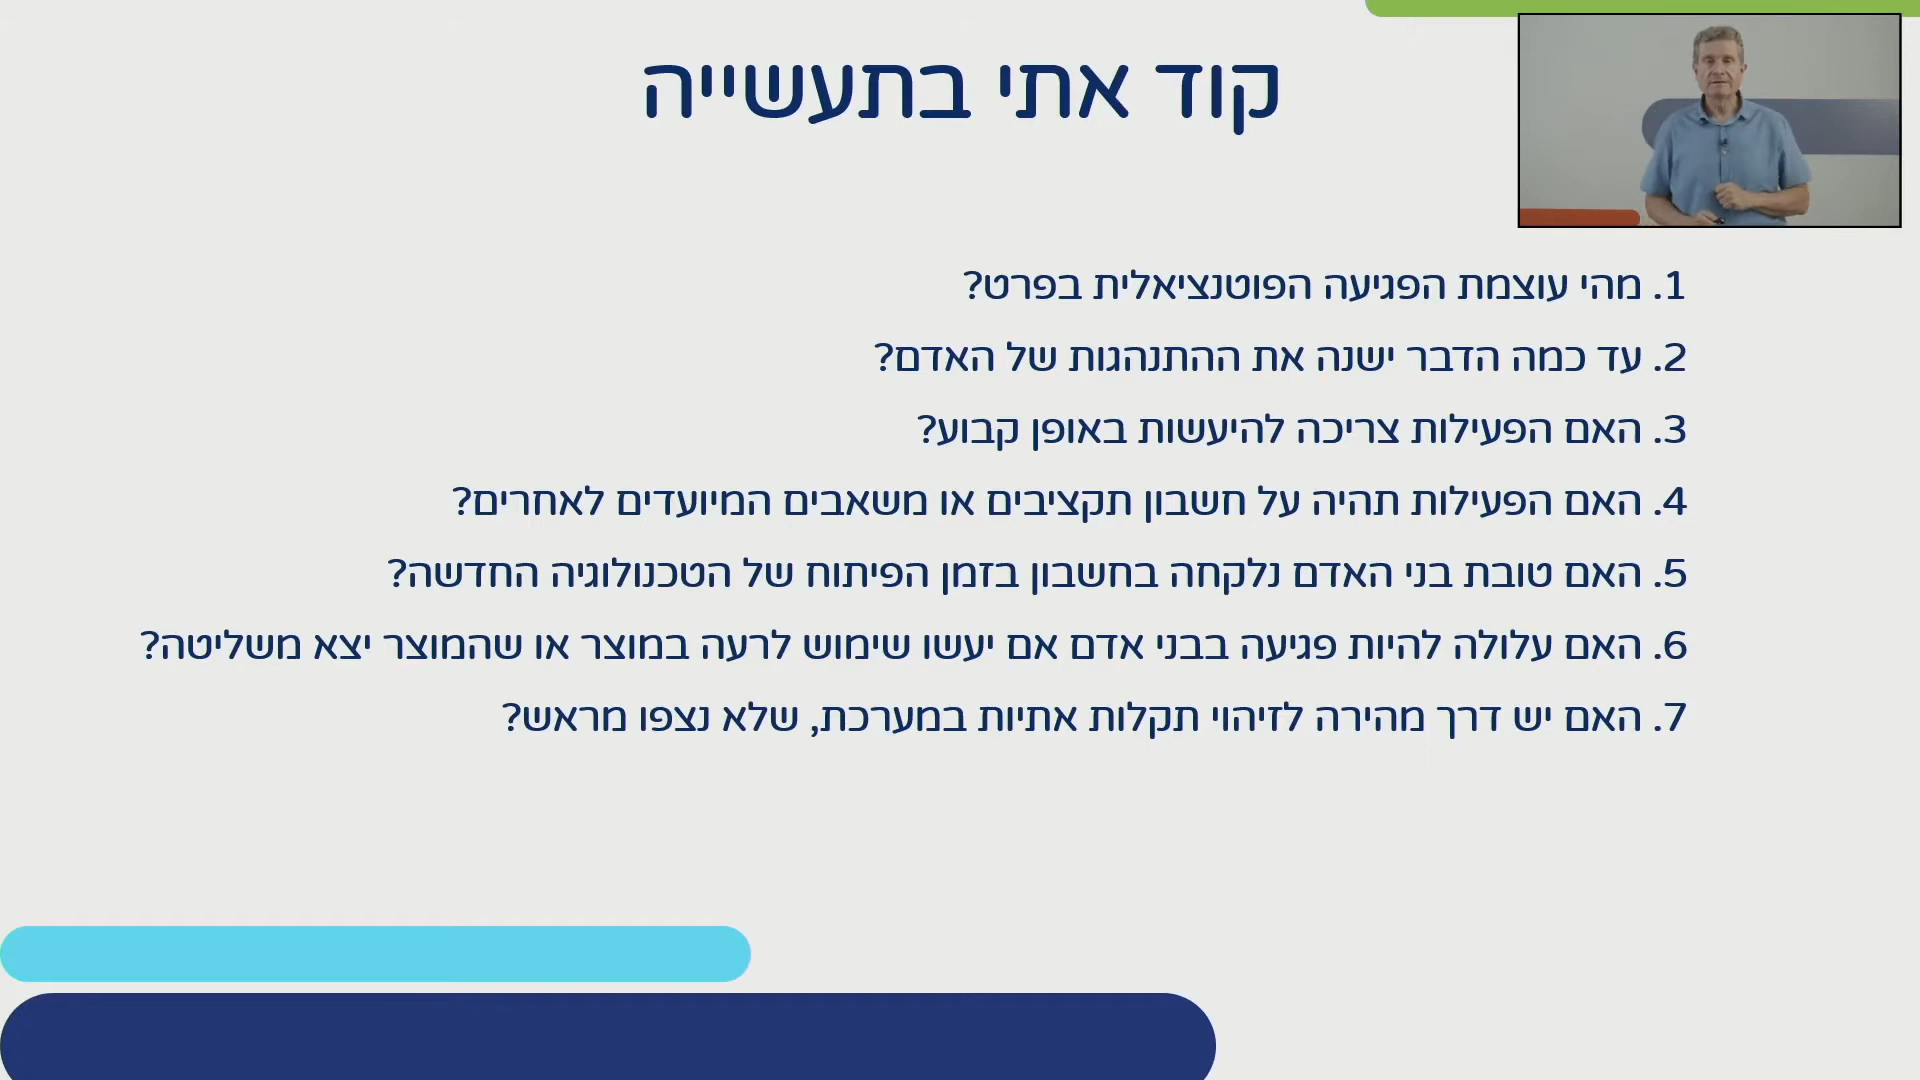 קוד אתי בתעשייה
1. מהי עוצמת הפגיעה הפוטנציאלית בפרט?
2. עד כמה הדבר ישנה את ההתנהגות של האדם?
3. האם הפעילות צריכה להיעשות באופן קבוע?
4. האם הפעילות תהיה על חשבון תקציבים או משאבים המיועדים לאחרים?
5. האם טובת בני האדם נלקחה בחשבון בזמן הפיתוח של הטכנולוגיה החדשה?
6. האם עלולה להיות פגיעה בבני אדם אם יעשו שימוש לרעה במוצר או שהמוצר יצא משליטה?
7. האם יש דרך מהירה לזיהוי תקלות אתיות במערכת, שלא נצפו מראש?